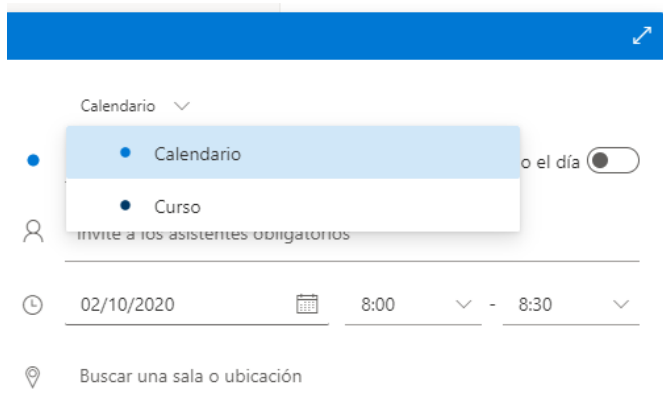 Calendario
Calendario
o el día
Curso
Invite a los asistentes obligatorios
02/10/2020 8:00 - 8:30
Buscar una sala o ubicación